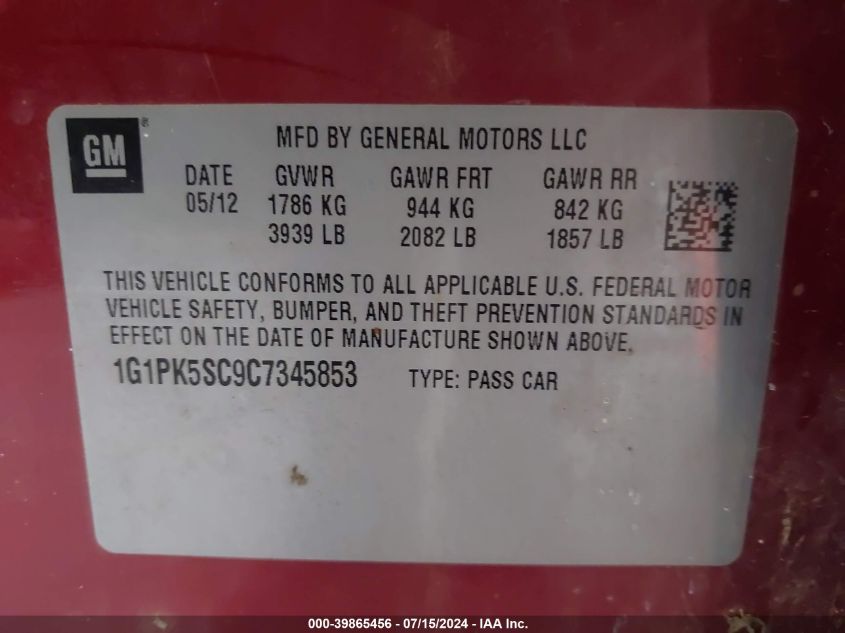 GM®
MFD BY GENERAL MOTORS LLC
DATE GVWR GAWR FRT GAWR RR
05/12 1786 KG 944 KG 842 KG
3939 LB 2082 LB 1857 LB
THIS VEHICLE CONFORMS TO ALL APPLICABLE U.S. FEDERAL MOTOR
VEHICLE SAFETY, BUMPER, AND THEFT PREVENTION STANDARDS IN
EFFECT ON THE DATE OF MANUFACTURE SHOWN ABOVE.
1G1PK5SC9C7345853 TYPE: PASS CAR
000-39865456 - 07/15/2024 - IAA Inc.